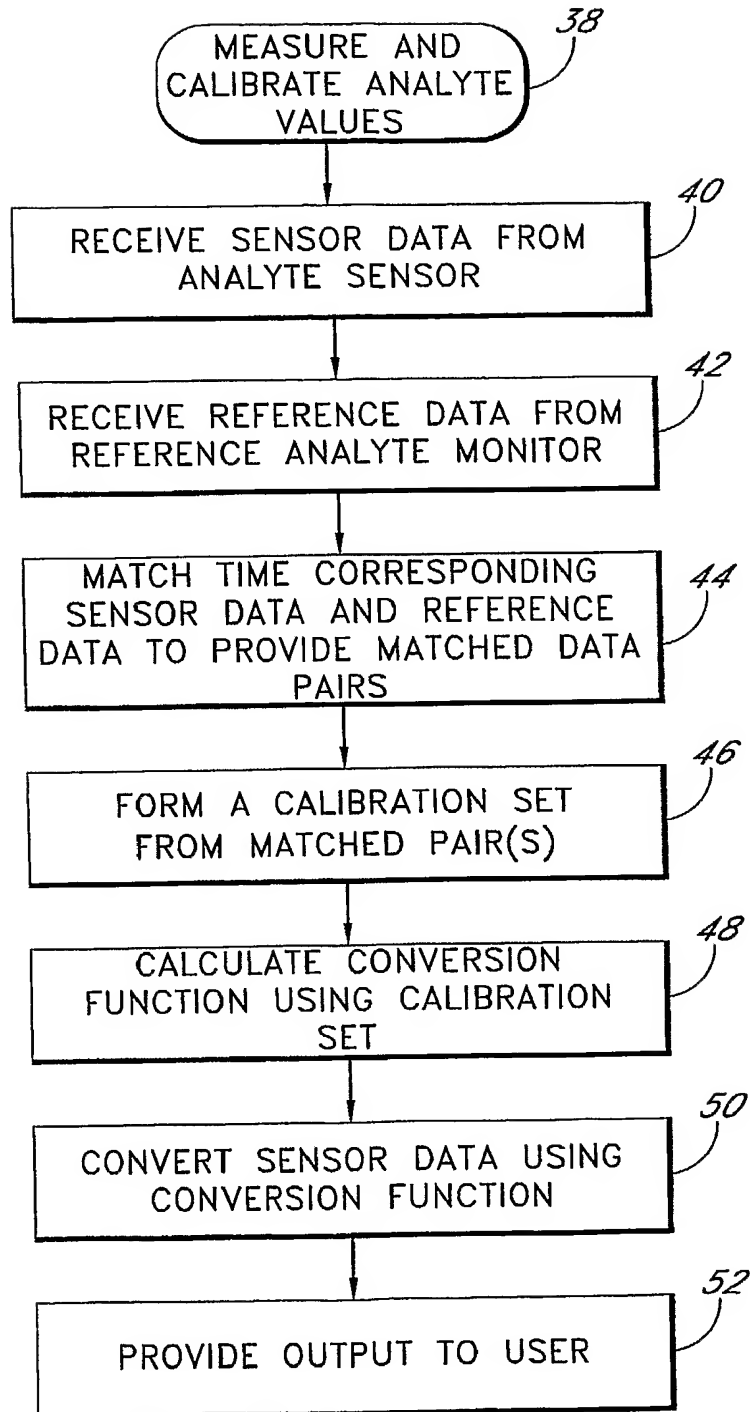 MEASURE AND
CALIBRATE ANALYTE
VALUES
38
RECEIVE SENSOR DATA FROM
ANALYTE SENSOR
40
RECEIVE REFERENCE DATA FROM
REFERENCE ANALYTE MONITOR
42
MATCH TIME CORRESPONDING
SENSOR DATA AND REFERENCE
DATA TO PROVIDE MATCHED DATA
PAIRS
44
FORM A CALIBRATION SET
FROM MATCHED PAIR(S)
46
CALCULATE CONVERSION
FUNCTION USING CALIBRATION
SET
48
CONVERT SENSOR DATA USING
CONVERSION FUNCTION
50
PROVIDE OUTPUT TO USER
52